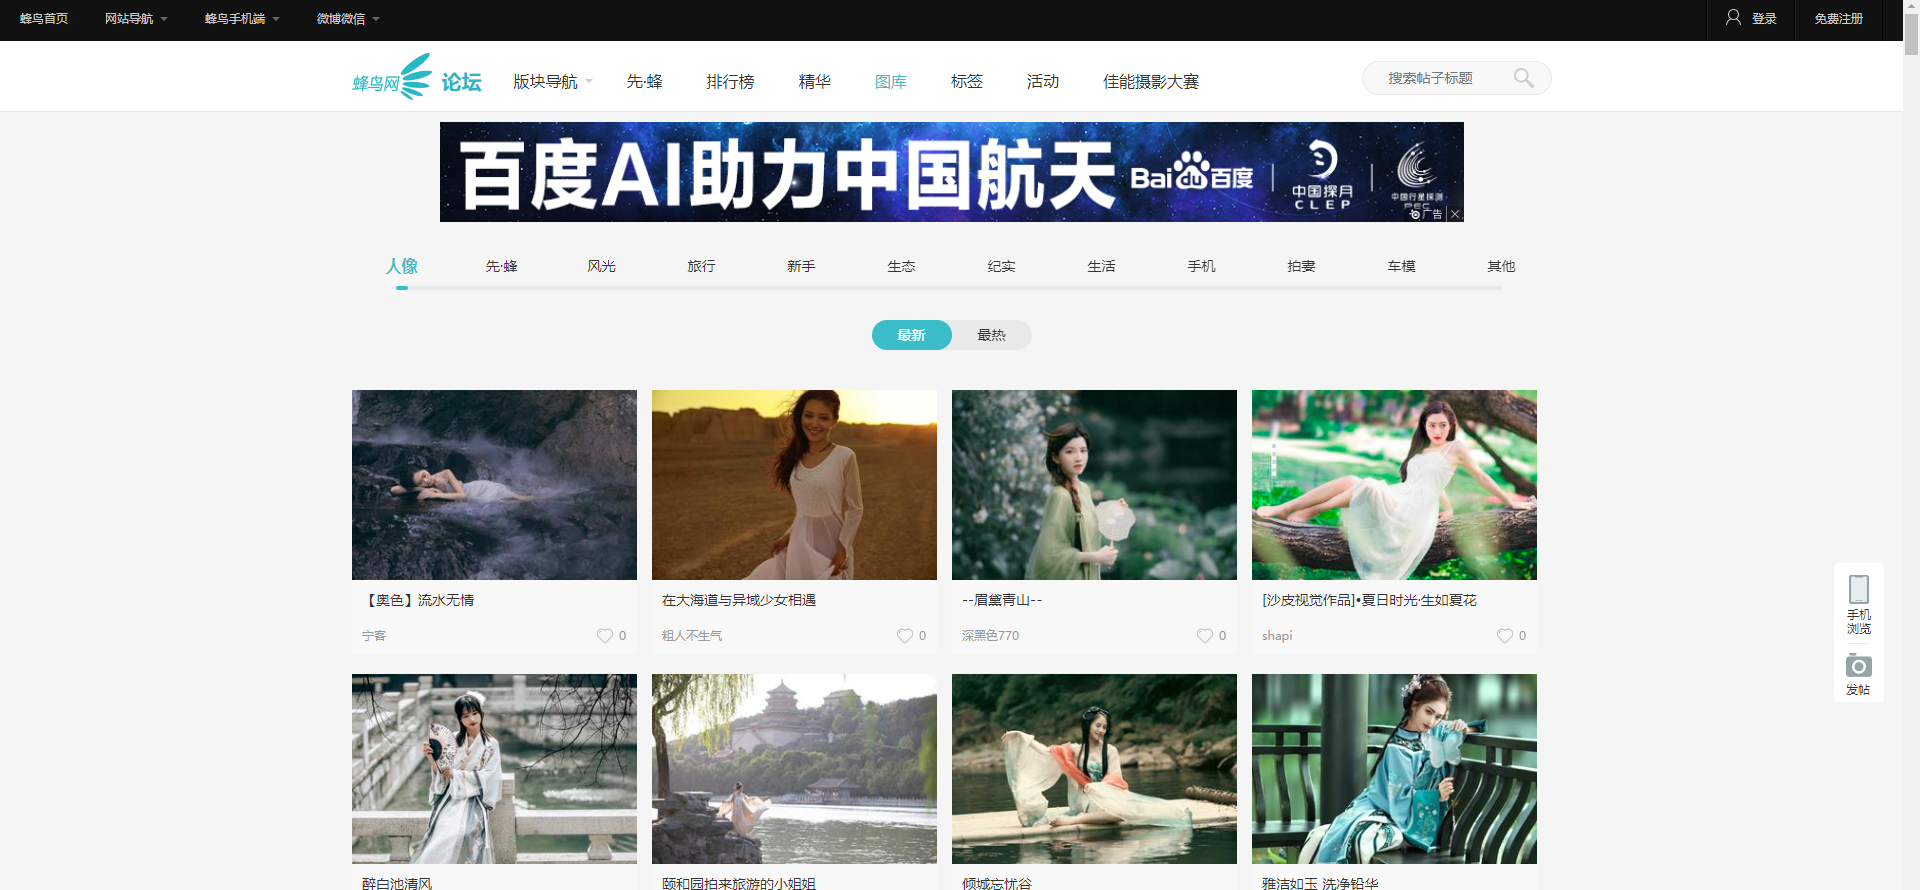 蜂鸟首页 网站导航 蜂鸟手机端 微博微信 登录 免费注册
蜂鸟网 论坛 版块导航 先·蜂 排行榜 精华 图库 标签 活动 佳能摄影大赛 搜索帖子标题
百度AI助力中国航天 Bai du 百度 中国探月 CLEP 中国行星探测 PEC
广告
人像 先·蜂 风光 旅行 新手 生态 纪实 生活 手机 拍妻 车模 其他
最新 最热
【奥色】流水无情 在大海道与异域少女相遇 --眉黛青山-- [沙皮视觉作品]•夏日时光·生如夏花
宁客 0 粗人不生气 0 深黑色770 0 shapi 0
手机
浏览
发帖
醉白池清风 颐和园拍来旅游的小姐姐 倾城忘忧谷 雅洁如玉 洗净铅华